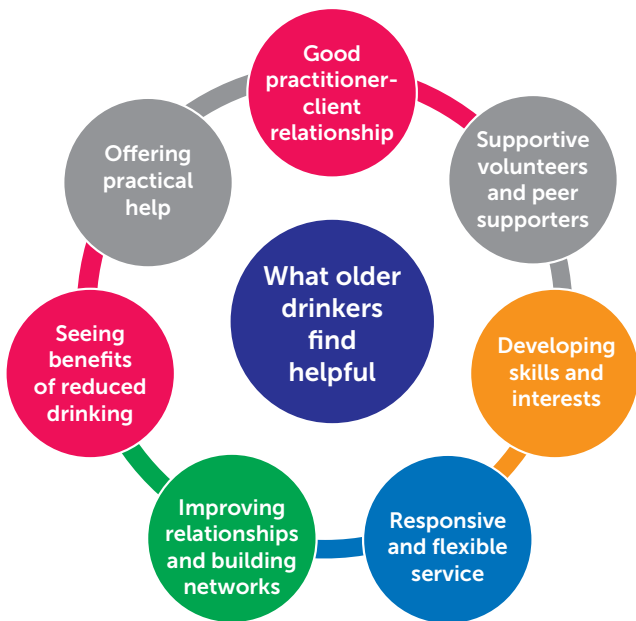 Good
practitioner-
client
relationship
Supportive
volunteers
and peer
supporters
Developing
skills and
interests
Responsive
and flexible
service
Improving
relationships
and building
networks
Seeing
benefits
of reduced
drinking
Offering
practical
help
What older
drinkers
find
helpful